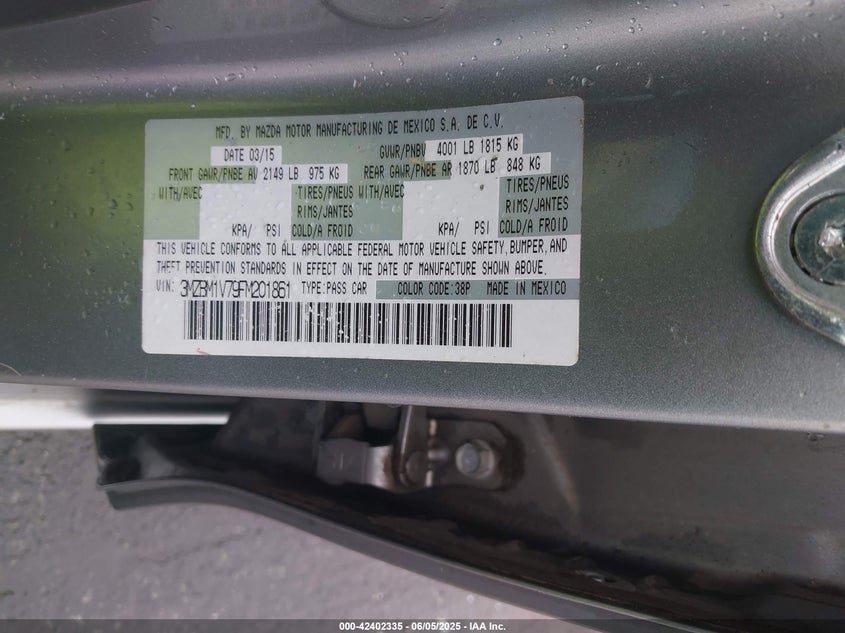 MFD. BY MAZDA MOTOR MANUFACTURING DE MEXICO S.A. DE C.V.
DATE 03/15 GVWR/PNBV 4001 LB 1815 KG
FRONT GAWR/PNBE AV 2149 LB 975 KG REAR GAWR/PNBE AR 1870 LB 848 KG
WITH/AVEC TIRES/PNEUS WITH/AVEC TIRES/PNEUS
RIMS/JANTES RIMS/JANTES
KPA/ PSI COLD/A FROID KPA/ PSI COLD/A FROID
THIS VEHICLE CONFORMS TO ALL APPLICABLE FEDERAL MOTOR VEHICLE SAFETY, BUMPER, AND
THEFT PREVENTION STANDARDS IN EFFECT ON THE DATE OF MANUFACTURE SHOWN ABOVE.
VIN: 3MZBM1V79FM201861 TYPE:PASS CAR COLOR CODE:38P MADE IN MEXICO
000-42402335 - 06/05/2025 - IAA Inc.